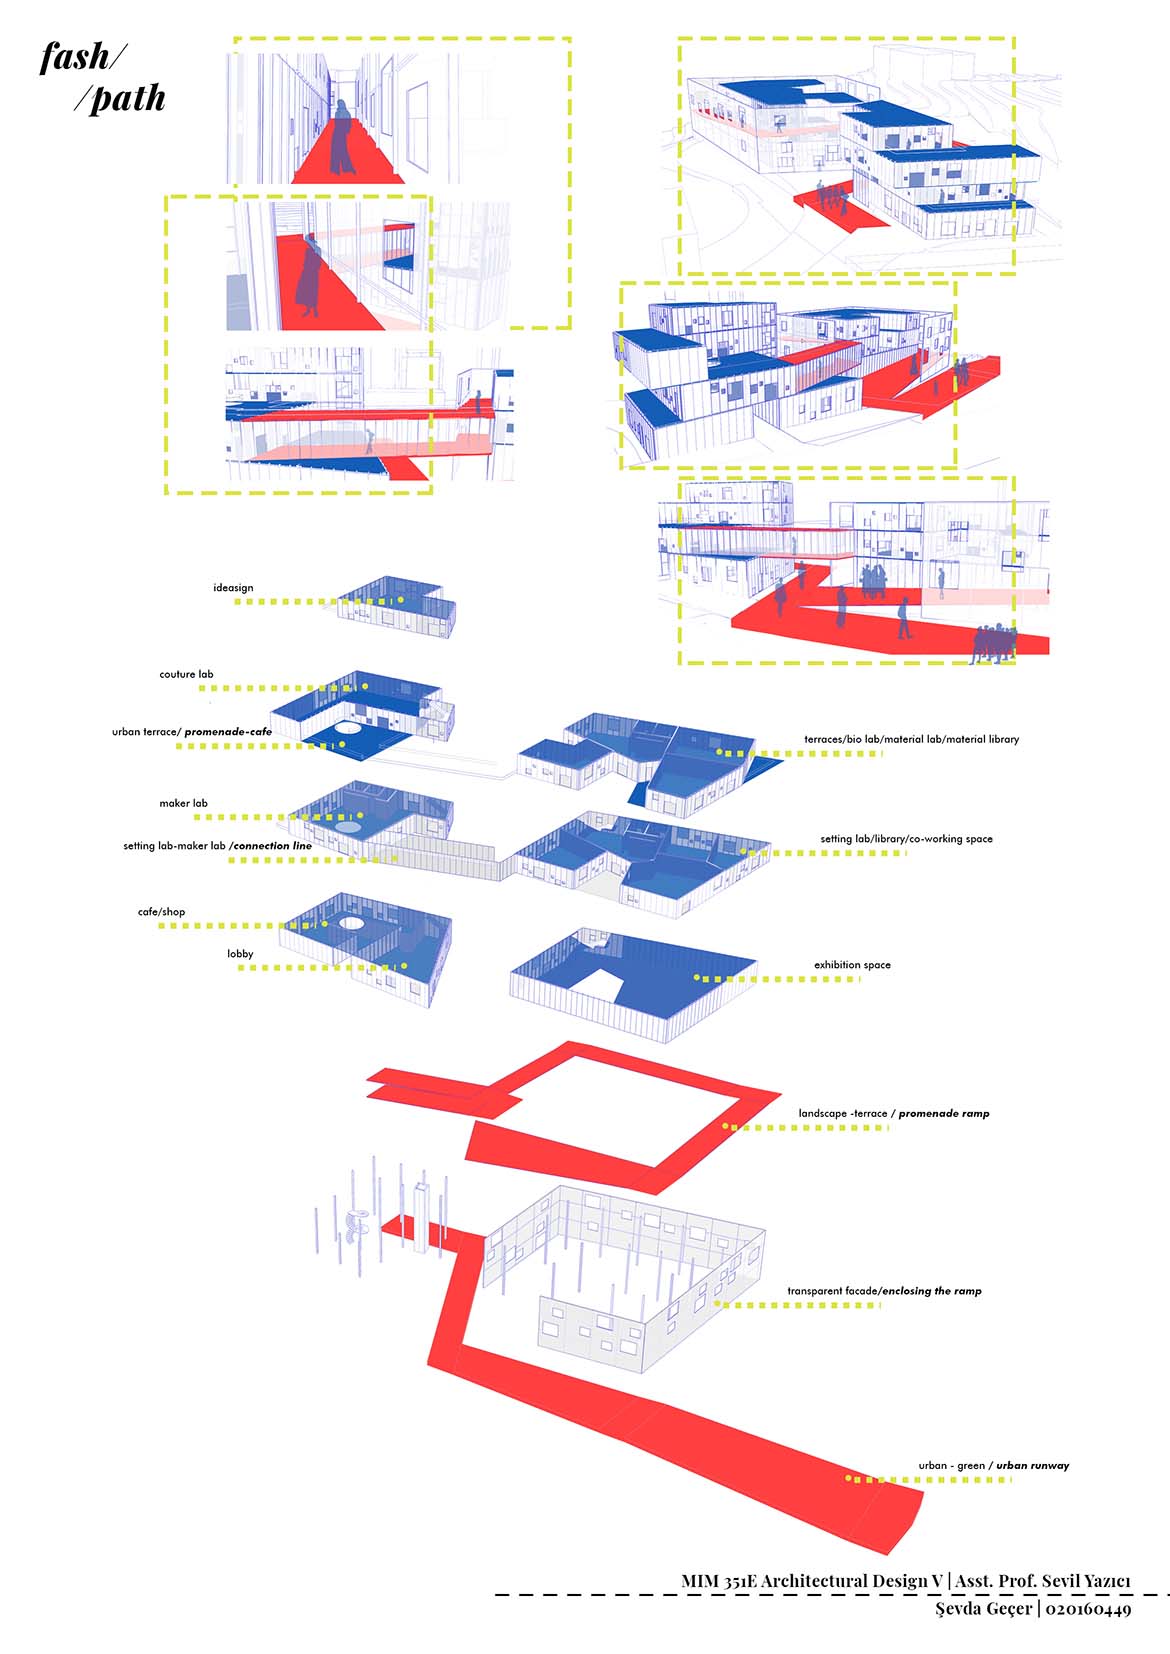 fash/
/path
ideasign
couture lab
urban terrace/ promenade-cafe
terraces/bio lab/material lab/material library
maker lab
setting lab-maker lab /connection line
setting lab/library/co-working space
cafe/shop
lobby
exhibition space
landscape -terrace / promenade ramp
transparent facade/enclosing the ramp
urban - green / urban runway
MIM 351E Architectural Design V | Asst. Prof. Sevil Yazıcı
Şevda Geçer | 020160449